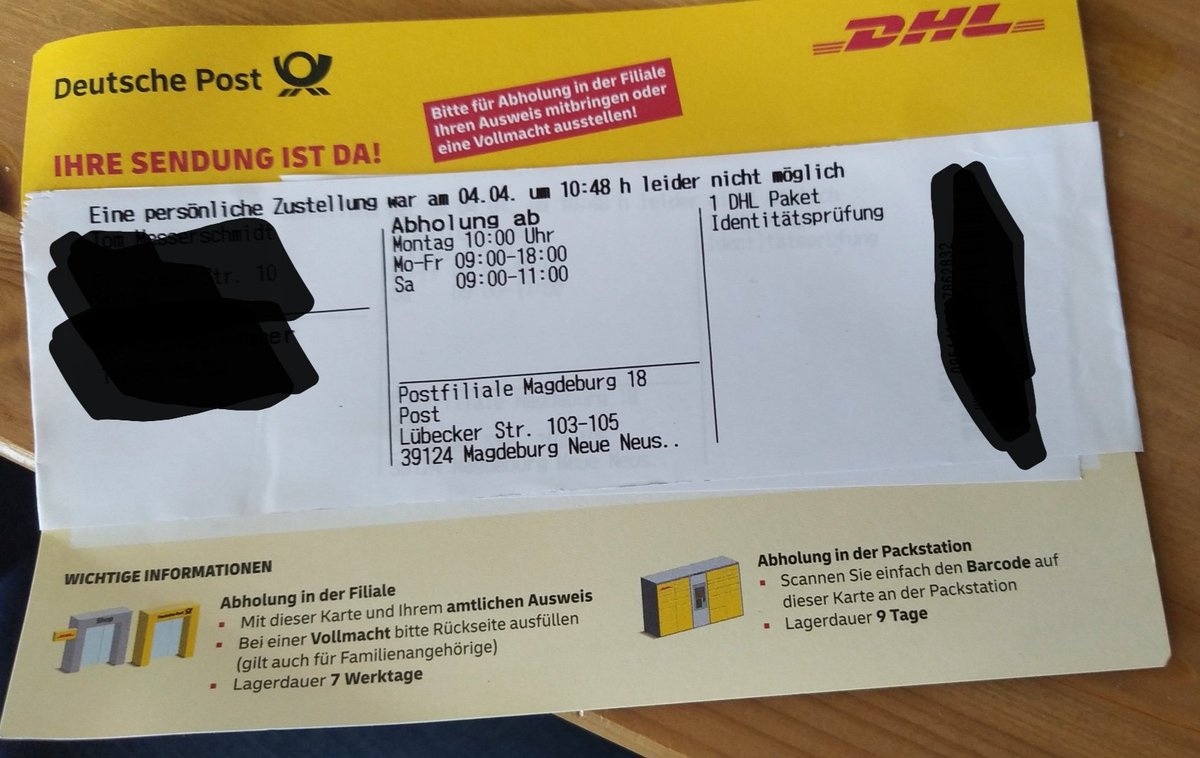 Deutsche Post
DHL
Bitte für Abholung in der Filiale
Ihren Ausweis mitbringen oder
eine Vollmacht ausstellen!
IHRE SENDUNG IST DA!
Eine persönliche Zustellung war am 04.04. um 10:48 h leider nicht möglich
Abholung ab
Montag 10:00 Uhr
Mo-Fr 09:00-18:00
Sa 09:00-11:00
Postfiliale Magdeburg 18
Post
Lübecker Str. 103-105
39124 Magdeburg Neue Neus..
1 DHL Paket
Identitätsprüfung
WICHTIGE INFORMATIONEN
Shop
Deutsche Post
Abholung in der Filiale
▪ Mit dieser Karte und Ihrem amtlichen Ausweis
▪ Bei einer Vollmacht bitte Rückseite ausfüllen
(gilt auch für Familienangehörige)
▪ Lagerdauer 7 Werktage
Abholung in der Packstation
▪ Scannen Sie einfach den Barcode auf
dieser Karte an der Packstation
▪ Lagerdauer 9 Tage